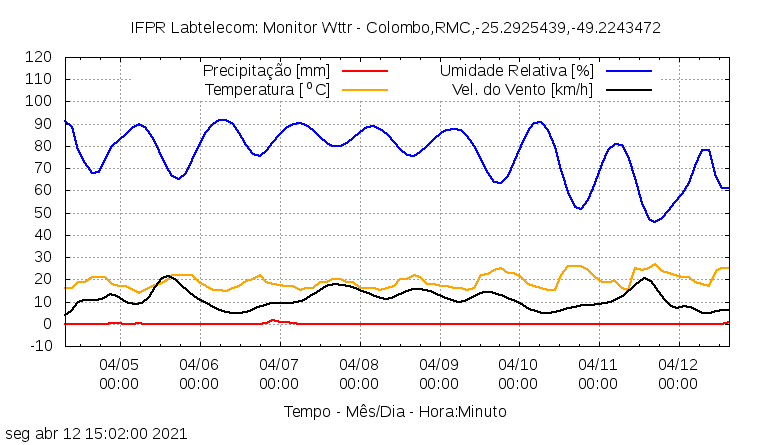 IFPR Labtelecom: Monitor Wttr - Colombo,RMC,-25.2925439,-49.2243472
120
110
100
90
80
70
60
50
40
30
20
10
0
-10
Precipitação [mm]
Temperatura [ ⁰C]
Umidade Relativa [%]
Vel. do Vento [km/h]
04/05 04/06 04/07 04/08 04/09 04/10 04/11 04/12
00:00 00:00 00:00 00:00 00:00 00:00 00:00 00:00
Tempo - Mês/Dia - Hora:Minuto
seg abr 12 15:02:00 2021